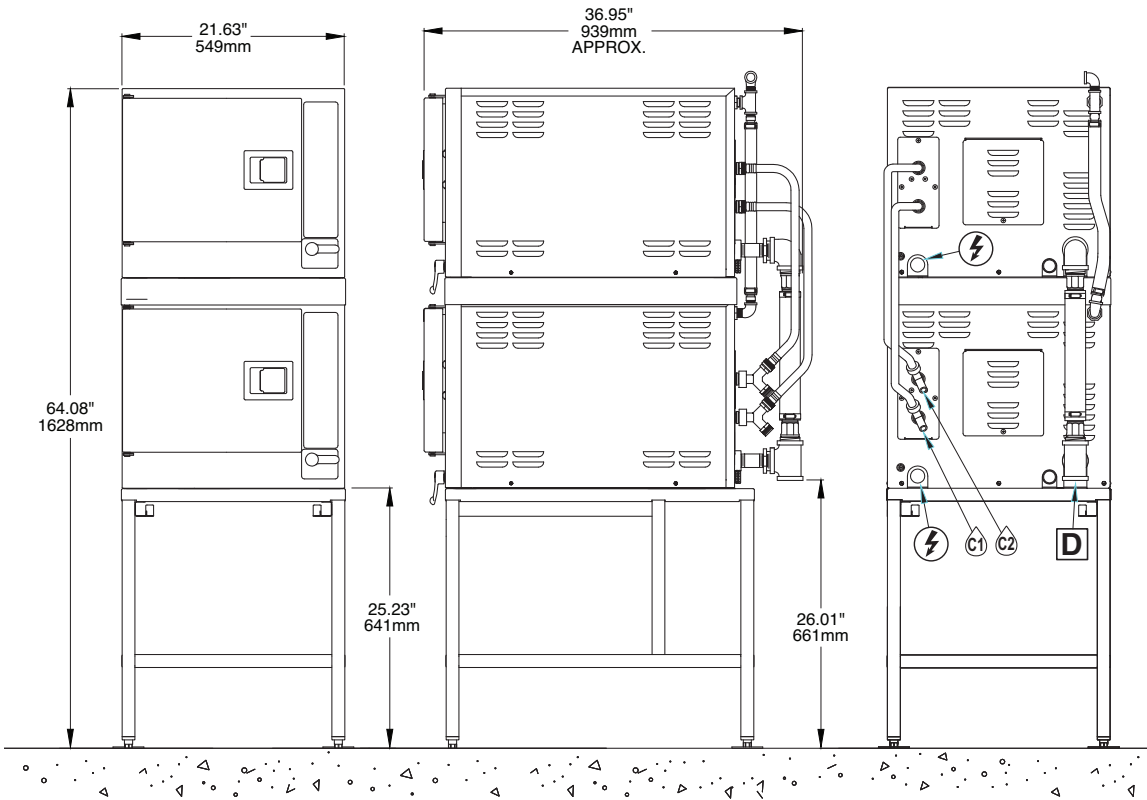 21.63"
549mm
36.95"
939mm
APPROX.
64.08"
1628mm
25.23"
641mm
26.01"
661mm
C1
C2
D